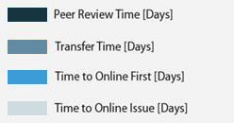 Peer Review Time [Days]
Transfer Time [Days]
Time to Online First [Days]
Time to Online Issue [Days]